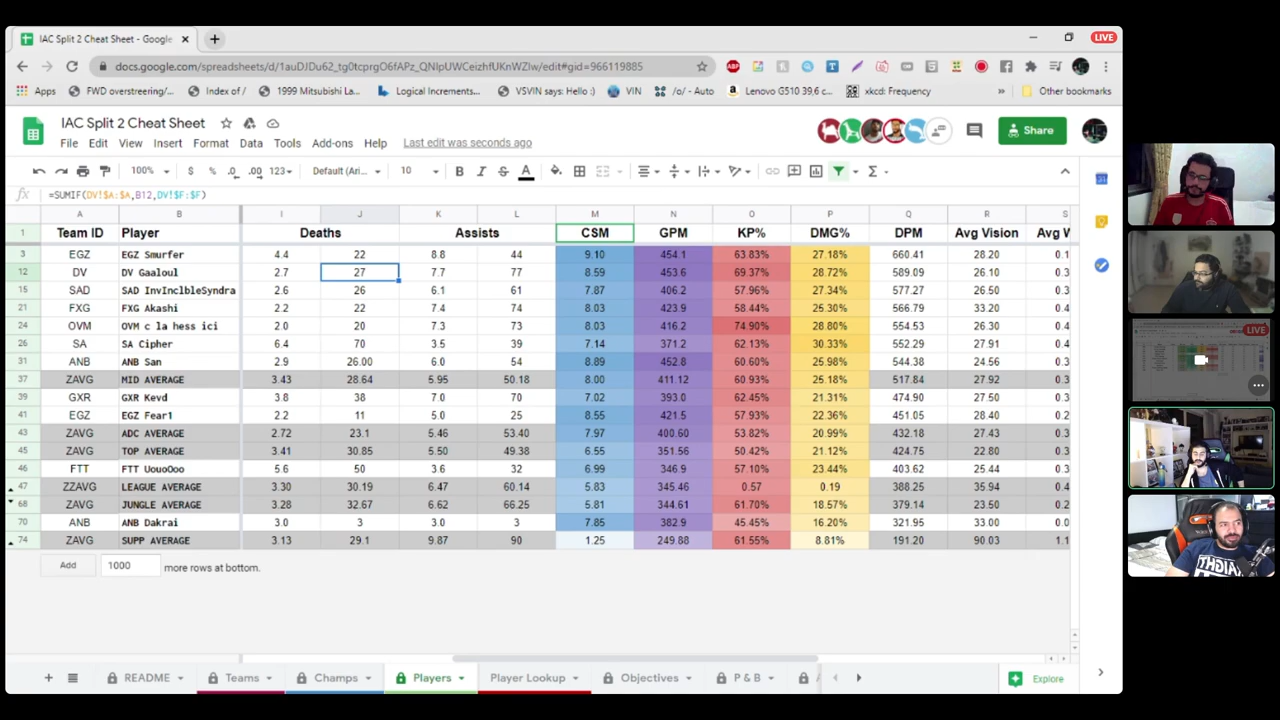 IAC Split 2 Cheat Sheet - Google
LIVE
docs.google.com/spreadsheets/d/1auDJDu62_tg0tcprgO6fAPz_QNlpUWCeizhfUKnWZIw/edit#gid=966119885
Apps FWD overstreering/... Index of / 1999 Mitsubishi La... Logical Increments... VSVIN says: Hello :) VIN /o/ - Auto Lenovo G510 39,6 c... xkcd: Frequency » Other bookmarks
IAC Split 2 Cheat Sheet
Share
File Edit View Insert Format Data Tools Add-ons Help Last edit was seconds ago
100% $ % .0 .00 123 Default (Ari... 10 B I S A Σ
fx =SUMIF(DV!$A:$A,B12,DV!$F:$F)
A B I J K L M N O P Q R S
1 Team ID Player Deaths Assists CSM GPM KP% DMG% DPM Avg Vision Avg W
3 EGZ EGZ Smurfer 4.4 22 8.8 44 9.10 454.1 63.83% 27.18% 660.41 28.20 0.1
12 DV DV Gaaloul 2.7 27 7.7 77 8.59 453.6 69.37% 28.72% 589.09 26.10 0.4
15 SAD SAD InvInclbleSyndra 2.6 26 6.1 61 7.87 406.2 57.96% 27.34% 577.27 26.50 0.4
21 FXG FXG Akashi 2.2 22 7.4 74 8.03 423.9 58.44% 25.30% 566.79 33.20 0.4
24 OVM OVM c la hess ici 2.0 20 7.3 73 8.03 416.2 74.90% 28.80% 554.53 26.30 0.4
26 SA SA Cipher 6.4 70 3.5 39 7.14 371.2 62.13% 30.33% 552.29 27.91 0.4
31 ANB ANB San 2.9 26.00 6.0 54 8.89 452.8 60.60% 25.98% 544.38 24.56 0.3
37 ZAVG MID AVERAGE 3.43 28.64 5.95 50.18 8.00 411.12 60.93% 25.18% 517.84 27.92 0.3
39 GXR GXR Kevd 3.8 38 7.0 70 7.02 393.0 62.45% 21.31% 474.90 27.50 0.3
41 EGZ EGZ Fear1 2.2 11 5.0 25 8.55 421.5 57.93% 22.36% 451.05 28.40 0.2
43 ZAVG ADC AVERAGE 2.72 23.1 5.46 53.40 7.97 400.60 53.82% 20.99% 432.18 27.43 0.3
45 ZAVG TOP AVERAGE 3.41 30.85 5.50 49.38 6.55 351.56 50.42% 21.12% 424.75 22.80 0.3
46 FTT FTT UouoOoo 5.6 50 3.6 32 6.99 346.9 57.10% 23.44% 403.62 25.44 0.3
47 ZZAVG LEAGUE AVERAGE 3.30 30.19 6.47 60.14 5.83 345.46 0.57 0.19 388.25 35.94 0.4
68 ZAVG JUNGLE AVERAGE 3.28 32.67 6.62 66.25 5.81 344.61 61.70% 18.57% 379.14 23.50 0.3
70 ANB ANB Dakrai 3.0 3 3.0 3 7.85 382.9 45.45% 16.20% 321.95 33.00 0.0
74 ZAVG SUPP AVERAGE 3.13 29.1 9.87 90 1.25 249.88 61.55% 8.81% 191.20 90.03 1.1
Add 1000 more rows at bottom.
README Teams Champs Players Player Lookup Objectives P & B
Explore
LIVE